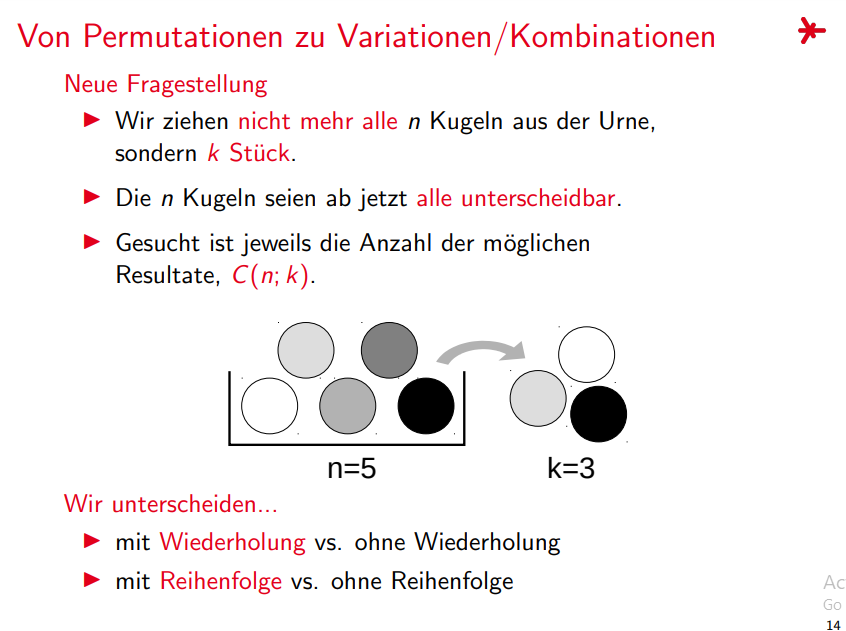 Von Permutationen zu Variationen/Kombinationen
Neue Fragestellung
Wir ziehen nicht mehr alle n Kugeln aus der Urne,
sondern k Stück.
Die n Kugeln seien ab jetzt alle unterscheidbar.
Gesucht ist jeweils die Anzahl der möglichen
Resultate, C(n; k).
n=5
k=3
Wir unterscheiden...
mit Wiederholung vs. ohne Wiederholung
mit Reihenfolge vs. ohne Reihenfolge
Ac
Go
14